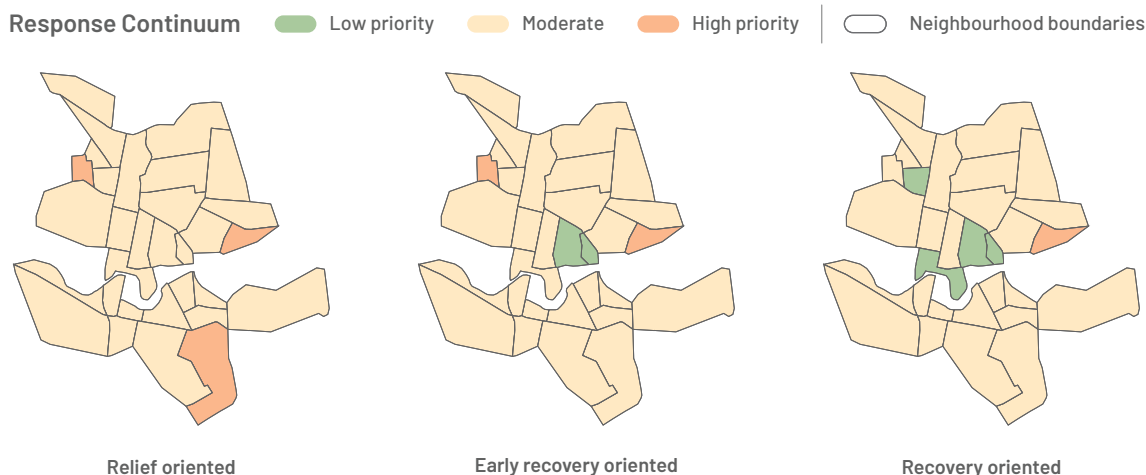 Response Continuum Low priority Moderate High priority Neighbourhood boundaries
Relief oriented Early recovery oriented Recovery oriented